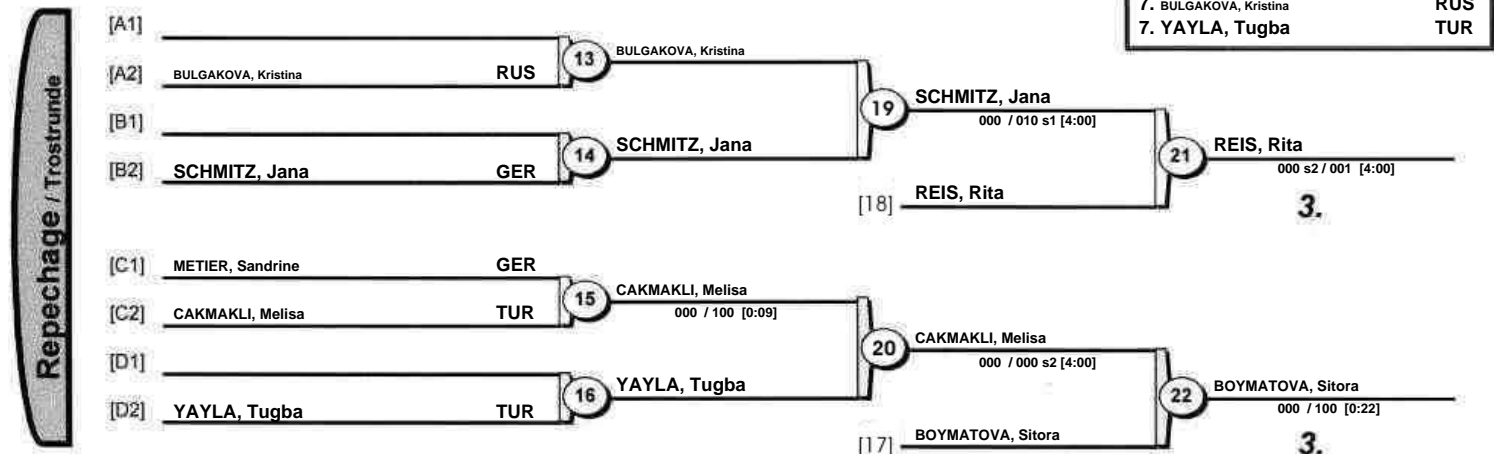 7. BULGAKOVA, Kristina RUS
7. YAYLA, Tugba TUR
Repechage / Trostrunde
[A1]
13 BULGAKOVA, Kristina
[A2] BULGAKOVA, Kristina RUS
19 SCHMITZ, Jana
000 / 010 s1 [4:00]
[B1]
14 SCHMITZ, Jana
[B2] SCHMITZ, Jana GER
21 REIS, Rita
000 s2 / 001 [4:00]
[18] REIS, Rita
3.
[C1] METIER, Sandrine GER
15 CAKMAKLI, Melisa
000 / 100 [0:09]
[C2] CAKMAKLI, Melisa TUR
20 CAKMAKLI, Melisa
000 / 000 s2 [4:00]
[D1]
16 YAYLA, Tugba
[D2] YAYLA, Tugba TUR
22 BOYMATOVA, Sitora
000 / 100 [0:22]
[17] BOYMATOVA, Sitora
3.